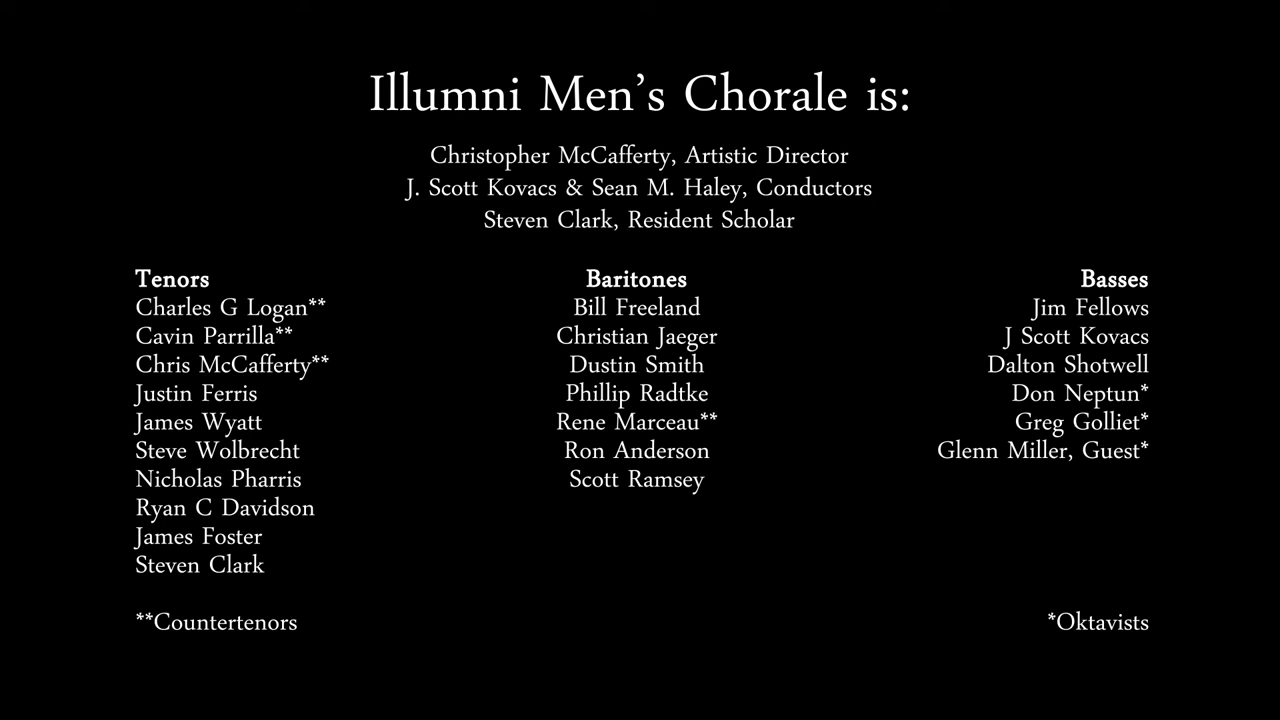 Illumni Men's Chorale is:
Christopher McCafferty, Artistic Director
J. Scott Kovacs & Sean M. Haley, Conductors
Steven Clark, Resident Scholar
Tenors
Charles G Logan**
Cavin Parrilla**
Chris McCafferty**
Justin Ferris
James Wyatt
Steve Wolbrecht
Nicholas Pharris
Ryan C Davidson
James Foster
Steven Clark
**Countertenors
Baritones
Bill Freeland
Christian Jaeger
Dustin Smith
Phillip Radtke
Rene Marceau**
Ron Anderson
Scott Ramsey
Basses
Jim Fellows
J Scott Kovacs
Dalton Shotwell
Don Neptun*
Greg Golliet*
Glenn Miller, Guest*
*Oktavists